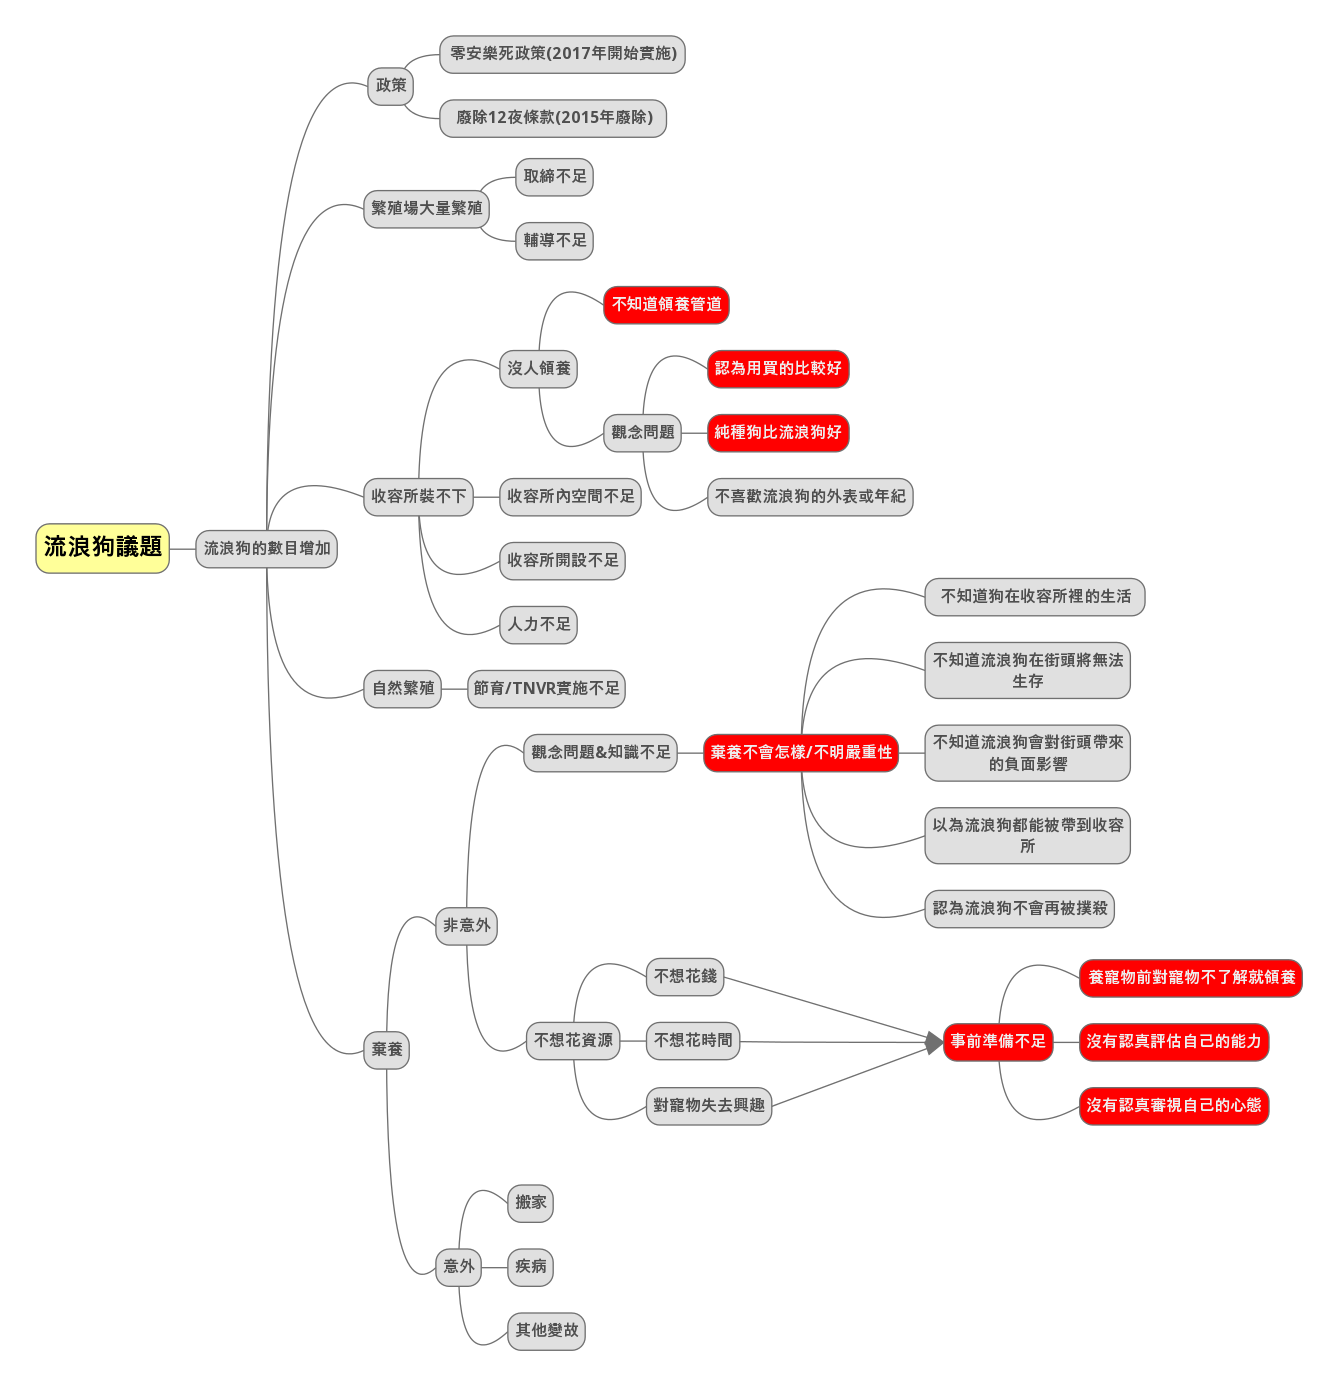 零安樂死政策(2017年開始實施)
政策
廢除12夜條款(2015年廢除)
取締不足
繁殖場大量繁殖
輔導不足
不知道領養管道
沒人領養
認為用買的比較好
觀念問題
純種狗比流浪狗好
不喜歡流浪狗的外表或年紀
收容所裝不下
收容所內空間不足
收容所開設不足
人力不足
流浪狗議題
流浪狗的數目增加
自然繁殖
節育/TNVR實施不足
不知道狗在收容所裡的生活
不知道流浪狗在街頭將無法
生存
觀念問題&知識不足
棄養不會怎樣/不明嚴重性
不知道流浪狗會對街頭帶來
的負面影響
以為流浪狗都能被帶到收容
所
認為流浪狗不會再被撲殺
非意外
不想花錢
不想花資源
不想花時間
對寵物失去興趣
事前準備不足
養寵物前對寵物不了解就領養
沒有認真評估自己的能力
沒有認真審視自己的心態
棄養
搬家
意外
疾病
其他變故